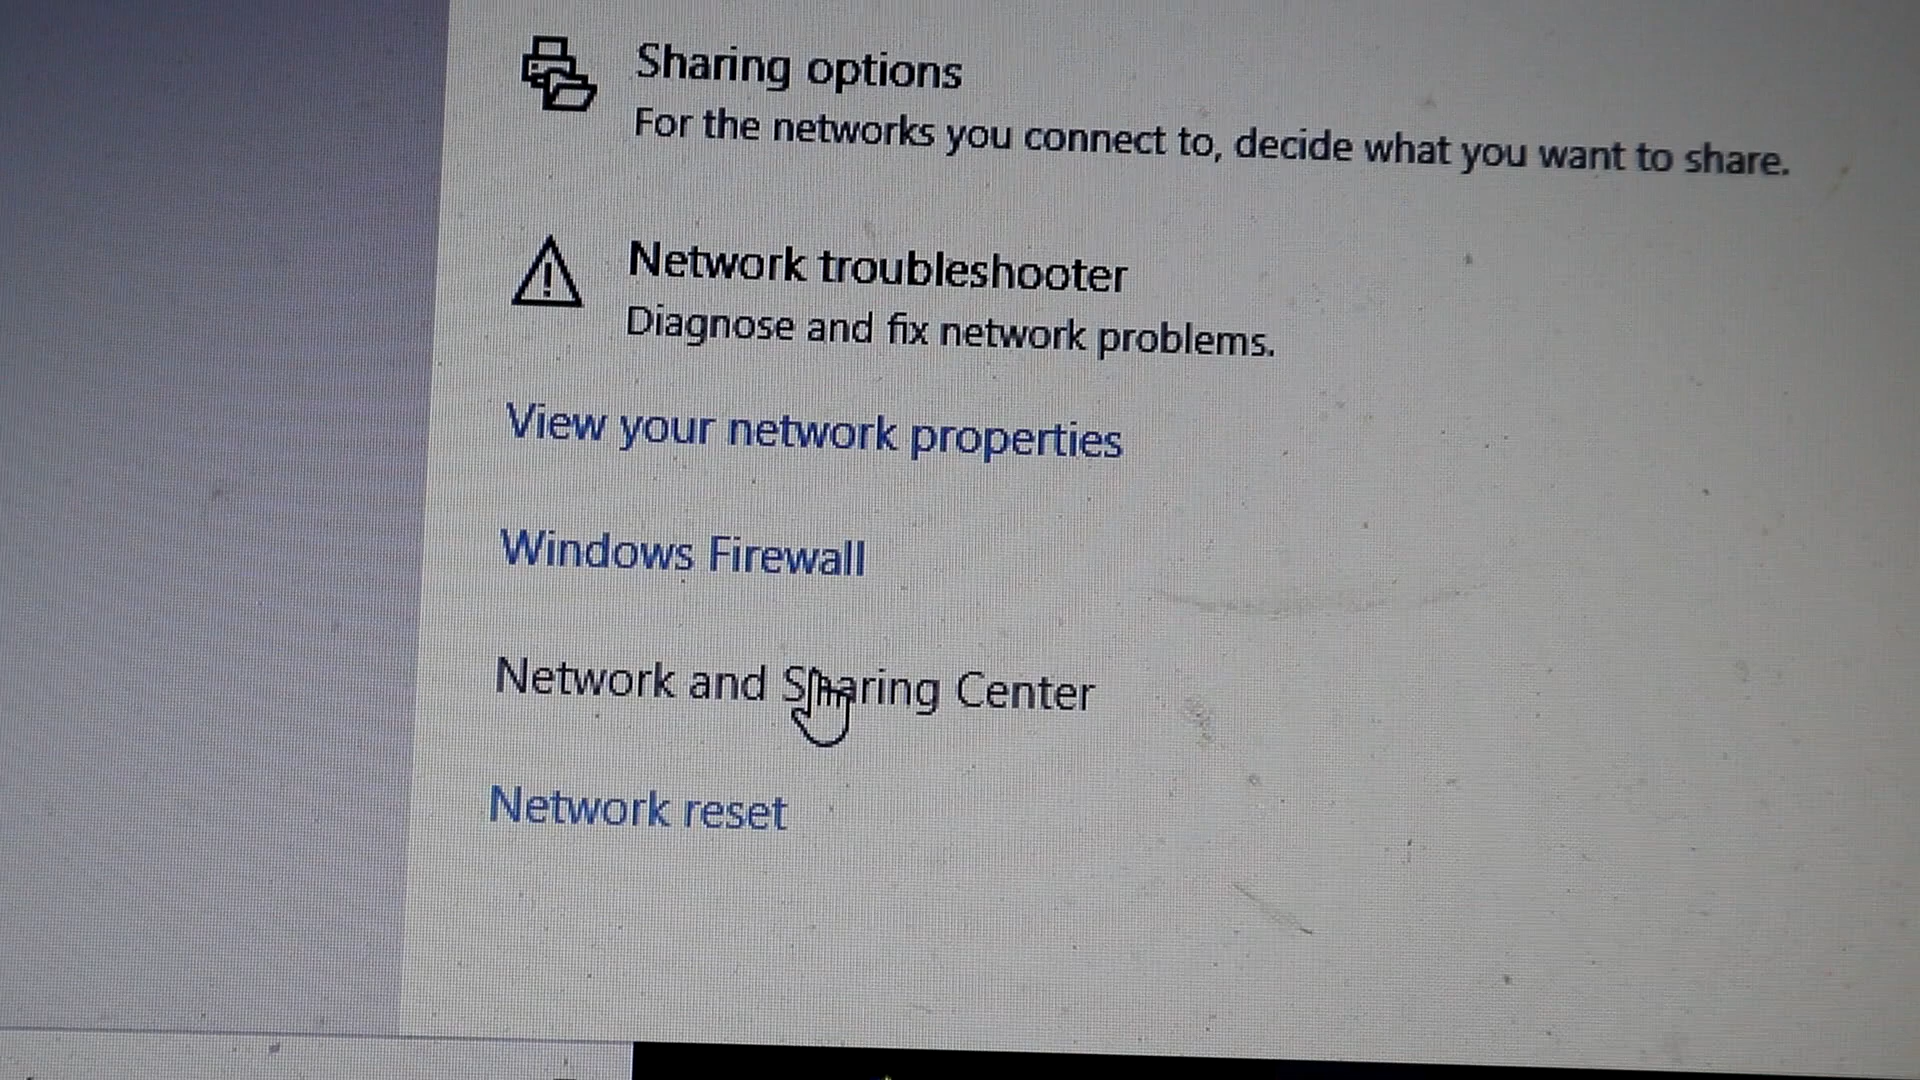 Sharing options
For the networks you connect to, decide what you want to share.
Network troubleshooter
Diagnose and fix network problems.
View your network properties
Windows Firewall
Network and Sharing Center
Network reset